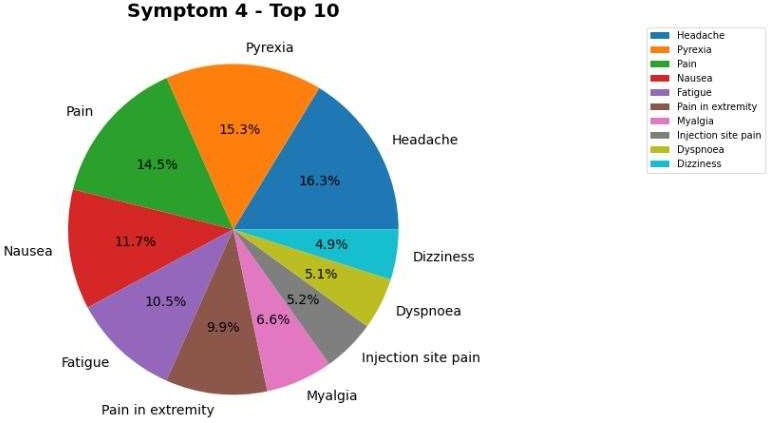 Symptom 4 - Top 10
Headache
Pyrexia
Pain
Nausea
Fatigue
Pain in extremity
Myalgia
Injection site pain
Dyspnoea
Dizziness
Pyrexia
Pain
Headache
15.3%
14.5%
16.3%
Nausea
11.7%
4.9%
Dizziness
5.1%
10.5%
5.2%
9.9%
6.6%
Dyspnoea
Injection site pain
Fatigue
Myalgia
Pain in extremity